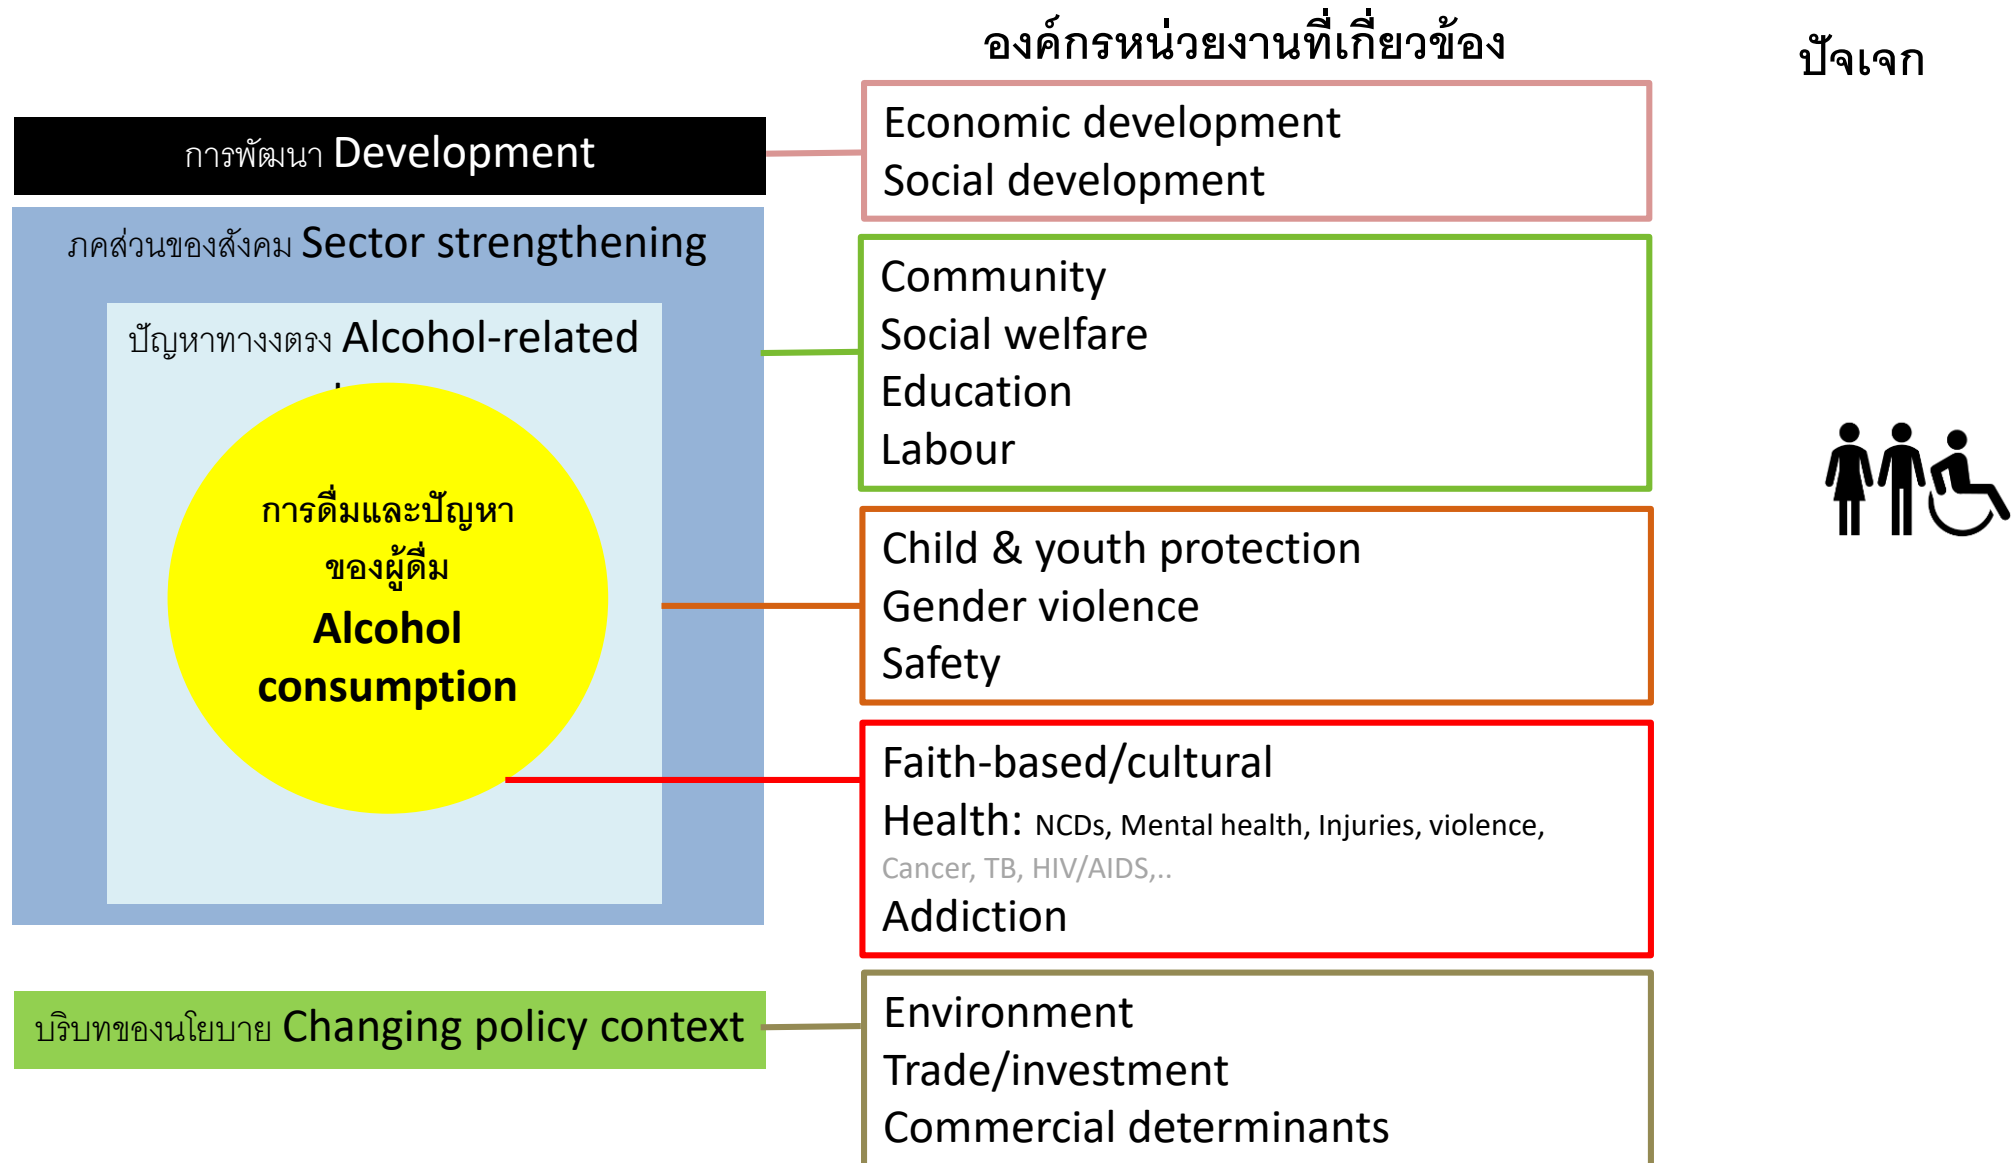 องค์กรหน่วยงานที่เกี่ยวข้อง
ปัจเจก
การพัฒนา Development
Economic development
Social development
ภคส่วนของสังคม Sector strengthening
Community
Social welfare
Education
Labour
ปัญหาทางงตรง Alcohol-related
การดื่มและปัญหา
ของผู้ดื่ม
Alcohol
consumption
Child & youth protection
Gender violence
Safety
Faith-based/cultural
Health: NCDs, Mental health, Injuries, violence,
Cancer, TB, HIV/AIDS,..
Addiction
บริบทของนโยบาย Changing policy context
Environment
Trade/investment
Commercial determinants